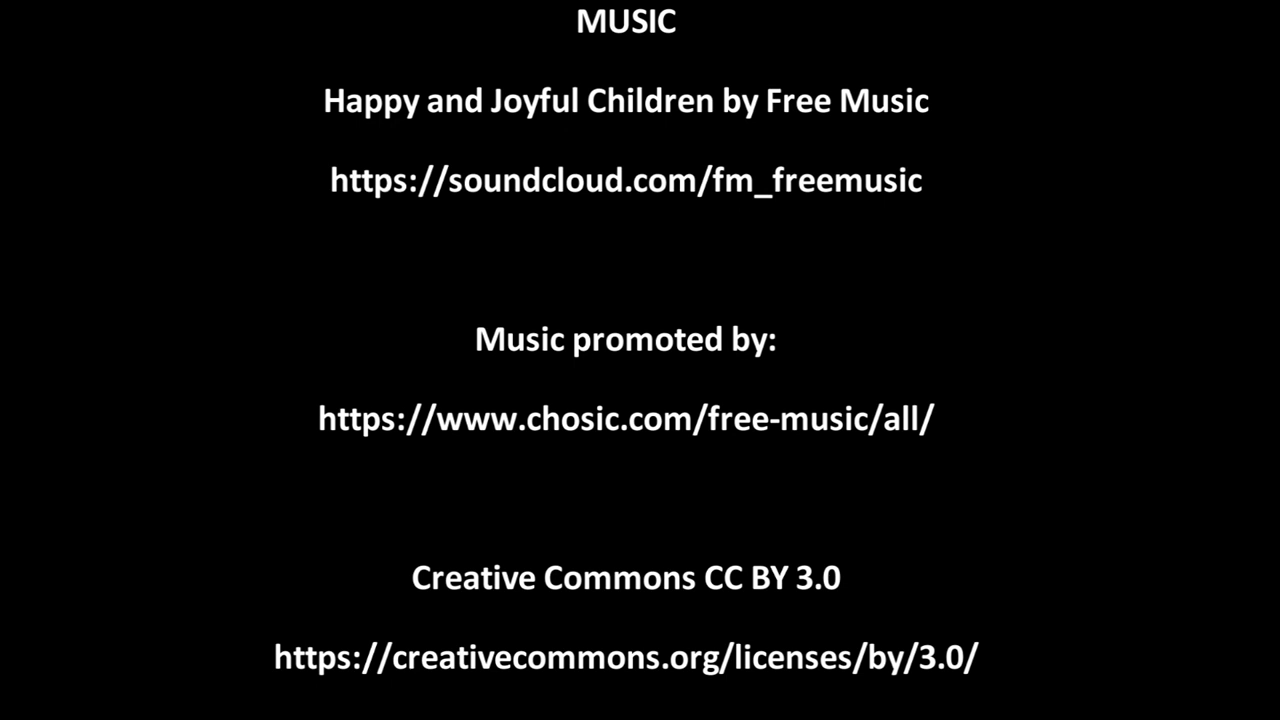 MUSIC
Happy and Joyful Children by Free Music
https://soundcloud.com/fm_freemusic
Music promoted by:
https://www.chosic.com/free-music/all/
Creative Commons CC BY 3.0
https://creativecommons.org/licenses/by/3.0/